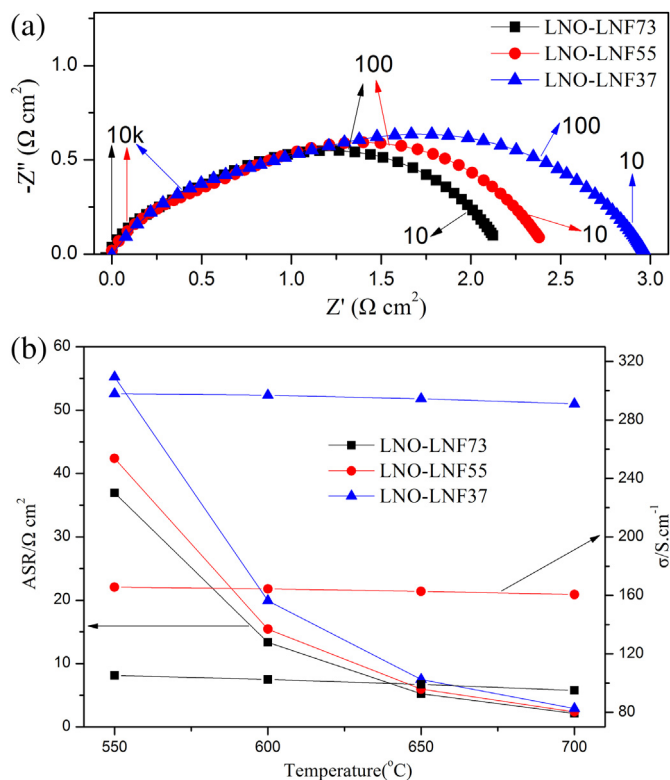 (a)
LNO-LNF73
LNO-LNF55
LNO-LNF37
1.0
0.5
0.0
-Z'' (Ω cm²)
10k
100
100
10
10
10
0.0 0.5 1.0 1.5 2.0 2.5 3.0
Z' (Ω cm²)
(b)
60
50
40
30
20
10
0
ASR/Ω cm²
LNO-LNF73
LNO-LNF55
LNO-LNF37
320
280
240
200
160
120
80
σ/S.cm⁻¹
550 600 650 700
Temperature(°C)